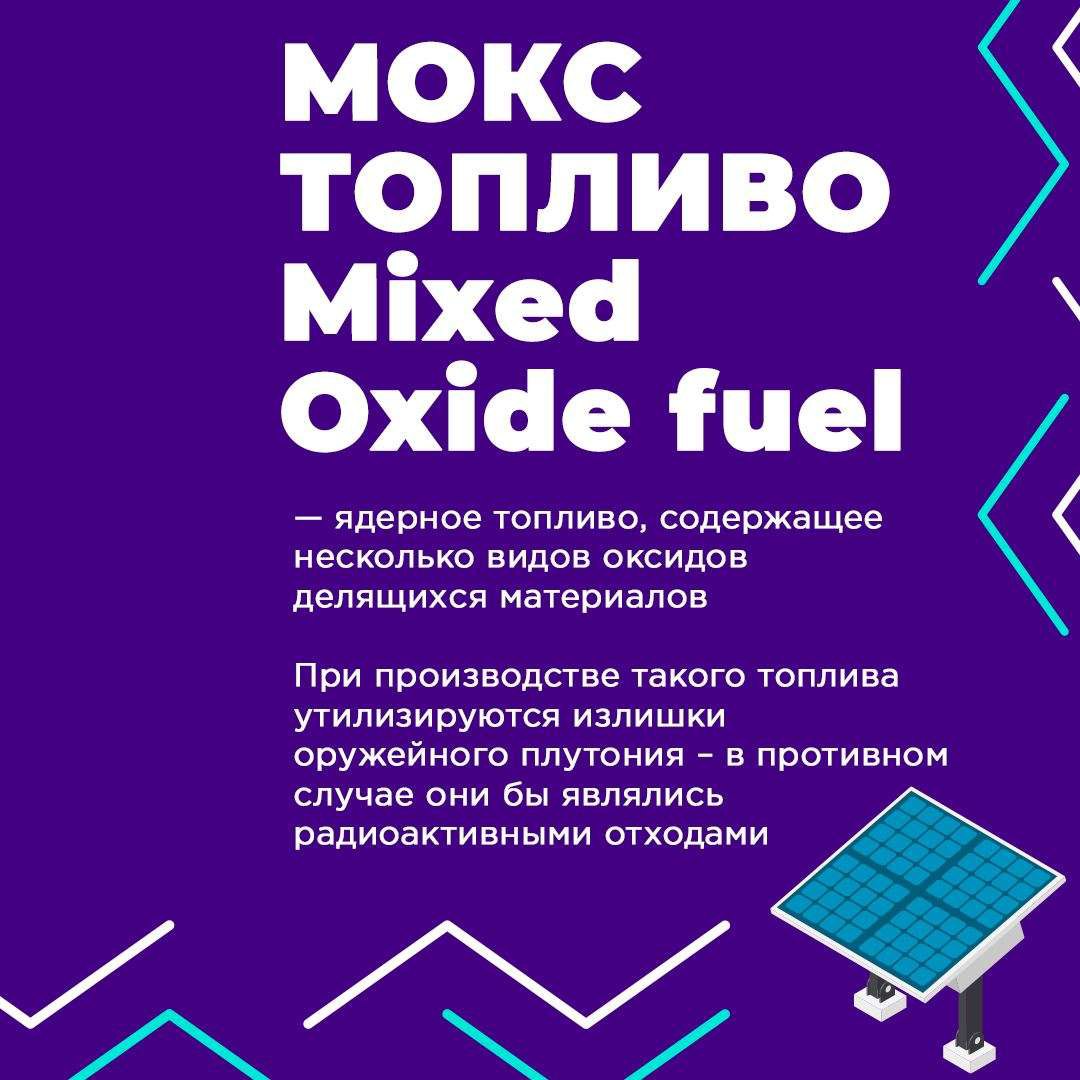 МОКС
ТОПЛИВО
Mixed
Oxide fuel
— ядерное топливо, содержащее
несколько видов оксидов
делящихся материалов
При производстве такого топлива
утилизируются излишки
оружейного плутония – в противном
случае они бы являлись
радиоактивными отходами